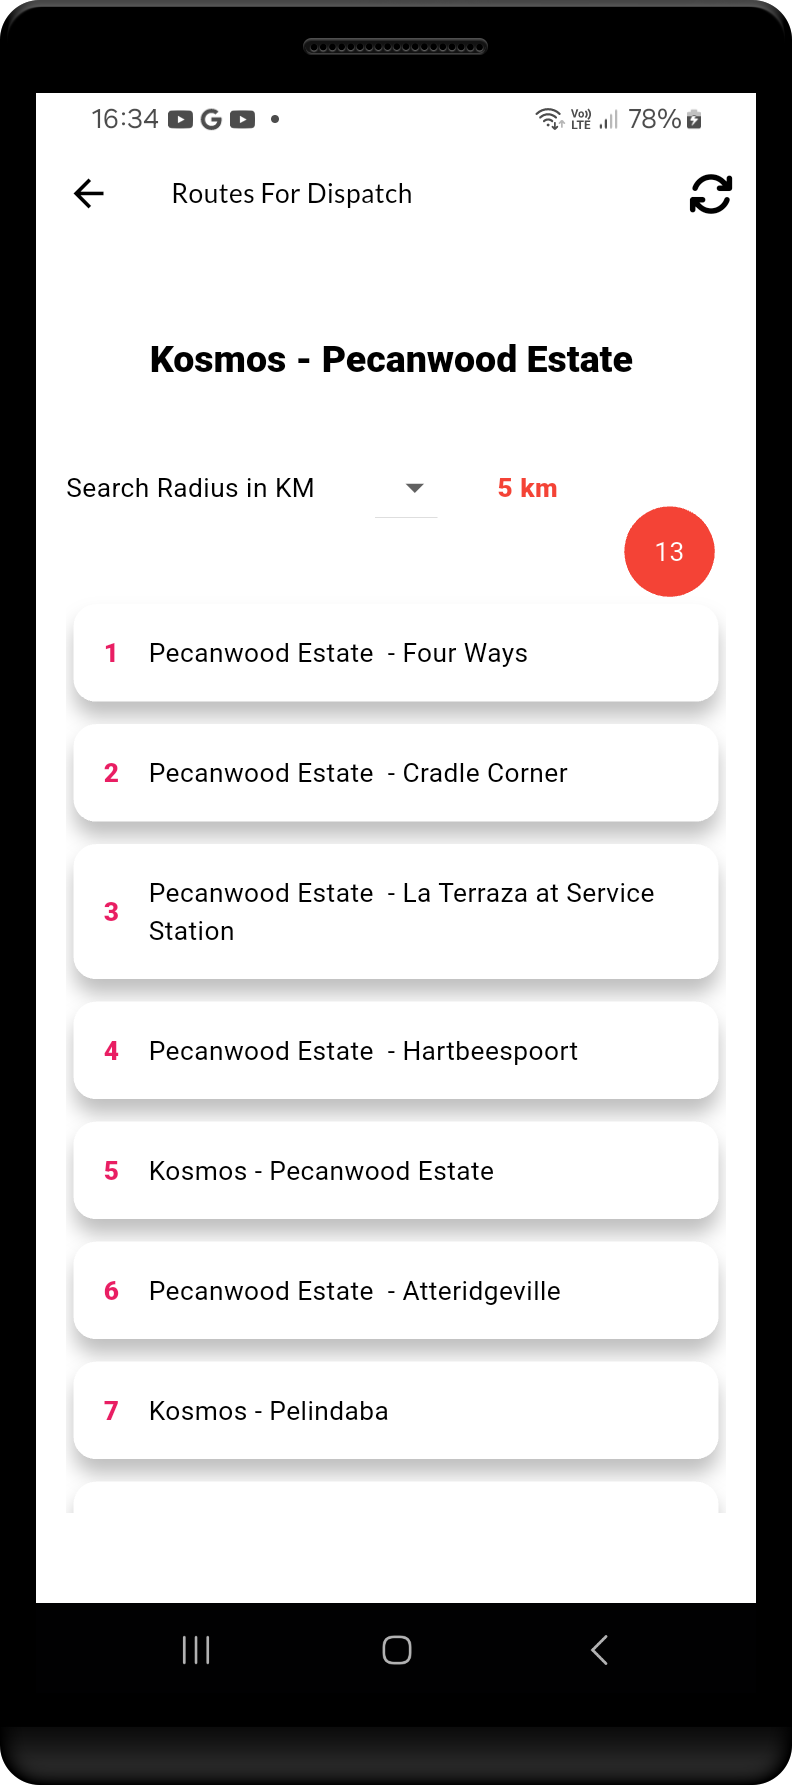 16:34
Vo))
LTE
78%
Routes For Dispatch
Kosmos - Pecanwood Estate
Search Radius in KM
5 km
13
1 Pecanwood Estate  - Four Ways
2 Pecanwood Estate  - Cradle Corner
3 Pecanwood Estate  - La Terraza at Service
Station
4 Pecanwood Estate  - Hartbeespoort
5 Kosmos - Pecanwood Estate
6 Pecanwood Estate  - Atteridgeville
7 Kosmos - Pelindaba